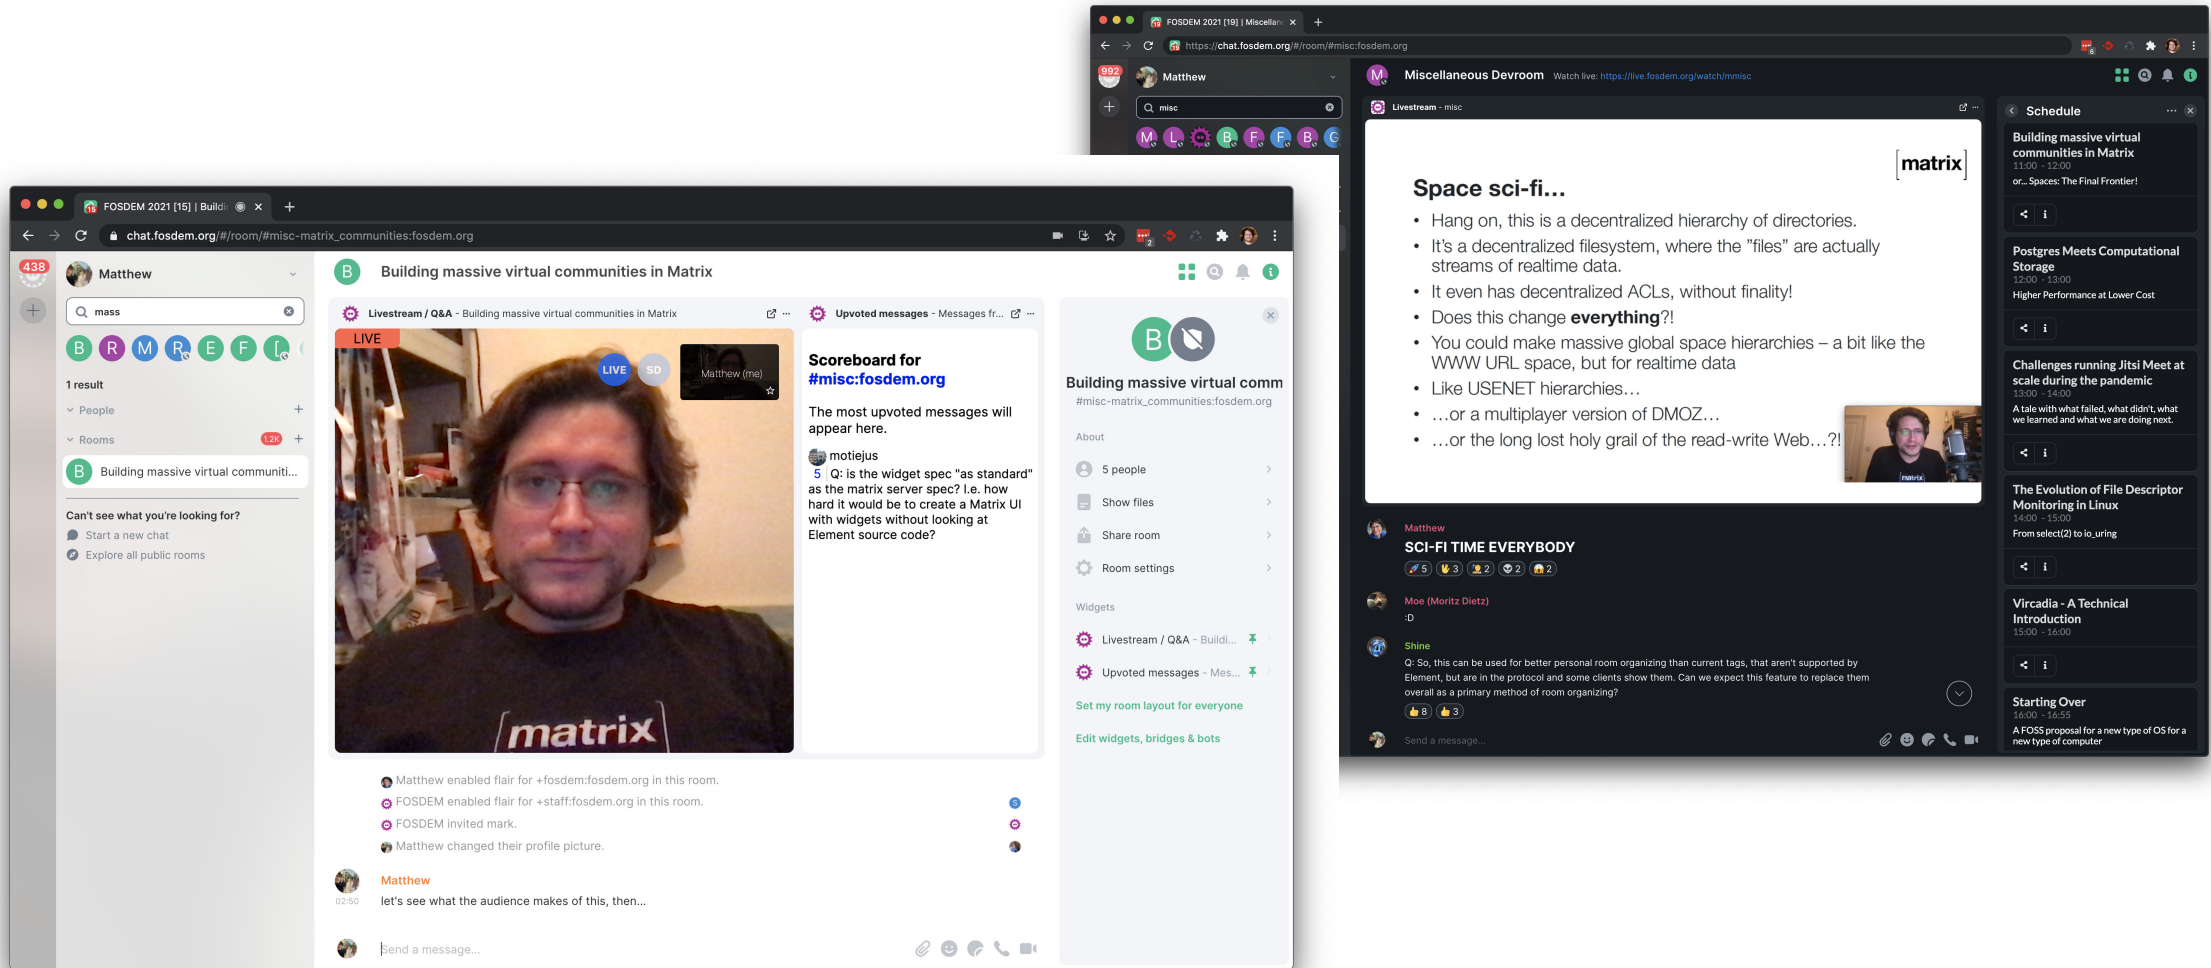 FOSDEM 2021 [15] | Buildi
chat.fosdem.org/#/room/#misc-matrix_communities:fosdem.org
2
438
Matthew
mass
B R M R E F [
1 result
People
Rooms
1.2K
B Building massive virtual communiti...
Can't see what you're looking for?
Start a new chat
Explore all public rooms
B Building massive virtual communities in Matrix
Livestream / Q&A - Building massive virtual communities in Matrix
LIVE
LIVE
SD
Matthew (me)
[matrix]
Upvoted messages - Messages fr...
Scoreboard for
#misc:fosdem.org
The most upvoted messages will
appear here.
motiejus
5 Q: is the widget spec "as standard"
as the matrix server spec? I.e. how
hard it would be to create a Matrix UI
with widgets without looking at
Element source code?
Matthew enabled flair for +fosdem:fosdem.org in this room.
FOSDEM enabled flair for +staff:fosdem.org in this room.
S
FOSDEM invited mark.
Matthew changed their profile picture.
Matthew
02:50
let's see what the audience makes of this, then...
Send a message...
B
Building massive virtual comm
#misc-matrix_communities:fosdem.org
About
5 people
Show files
Share room
Room settings
Widgets
Livestream / Q&A - Buildi...
Upvoted messages - Mes...
Set my room layout for everyone
Edit widgets, bridges & bots
FOSDEM 2021 [19] | Miscellan
https://chat.fosdem.org/#/room/#misc:fosdem.org
6
992
Matthew
misc
M L B F F B G
M Miscellaneous Devroom
Watch live: https://live.fosdem.org/watch/mmisc
Livestream - misc
[matrix]
Space sci-fi...
• Hang on, this is a decentralized hierarchy of directories.
• It's a decentralized filesystem, where the "files" are actually
streams of realtime data.
• It even has decentralized ACLs, without finality!
• Does this change everything?!
• You could make massive global space hierarchies – a bit like the
WWW URL space, but for realtime data
• Like USENET hierarchies...
• ...or a multiplayer version of DMOZ...
• ...or the long lost holy grail of the read-write Web...?!
[matrix]
Matthew
SCI-FI TIME EVERYBODY
5 3 2 2 2
Moe (Moritz Dietz)
:D
Shine
Q: So, this can be used for better personal room organizing than current tags, that aren't supported by
Element, but are in the protocol and some clients show them. Can we expect this feature to replace them
overall as a primary method of room organizing?
8 3
Send a message...
Schedule
Building massive virtual
communities in Matrix
11:00 - 12:00
or... Spaces: The Final Frontier!
Postgres Meets Computational
Storage
12:00 - 13:00
Higher Performance at Lower Cost
Challenges running Jitsi Meet at
scale during the pandemic
13:00 - 14:00
A tale with what failed, what didn't, what
we learned and what we are doing next.
The Evolution of File Descriptor
Monitoring in Linux
14:00 - 15:00
From select(2) to io_uring
Vircadia - A Technical
Introduction
15:00 - 16:00
Starting Over
16:00 - 16:55
A FOSS proposal for a new type of OS for a
new type of computer